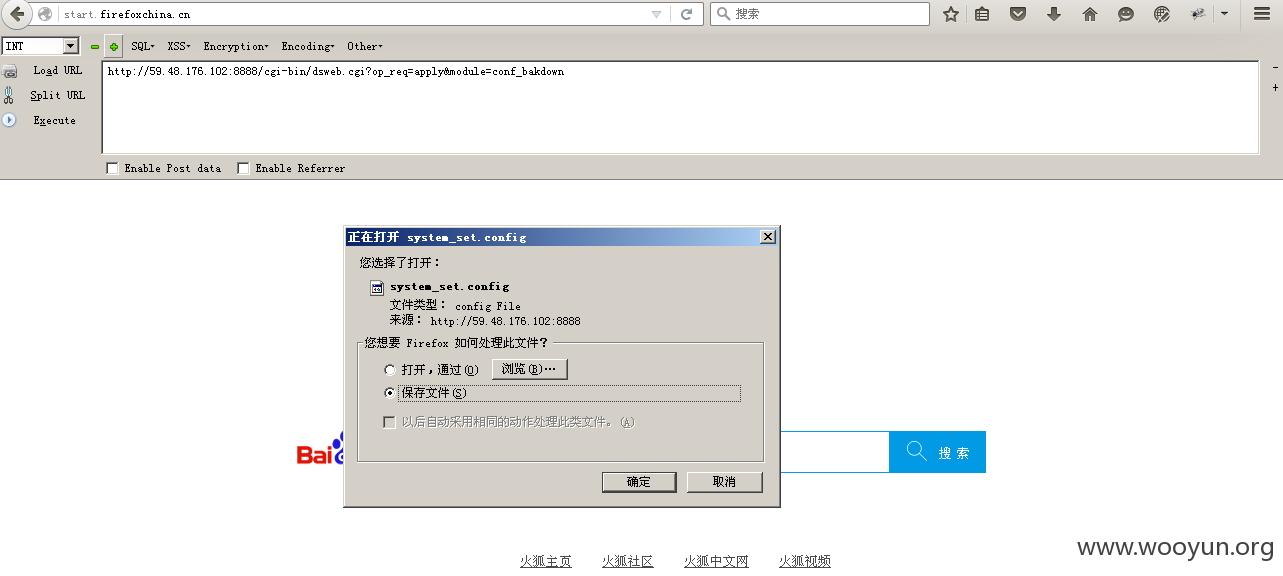 start.firefoxchina.cn
搜索
INT
SQL▾ XSS▾ Encryption▾ Encoding▾ Other▾
Load URL
http://59.48.176.102:8888/cgi-bin/dsweb.cgi?op_req=apply&module=conf_bakdown
Split URL
Execute
Enable Post data
Enable Referrer
正在打开 system_set.config
您选择了打开：
system_set.config
文件类型： config File
来源： http://59.48.176.102:8888
您想要 Firefox 如何处理此文件？
打开，通过(O) 浏览(B)…
保存文件(S)
以后自动采用相同的动作处理此类文件。(A)
Bai
搜 索
确定 取消
www.wooyun.org
火狐主页 火狐社区 火狐中文网 火狐视频